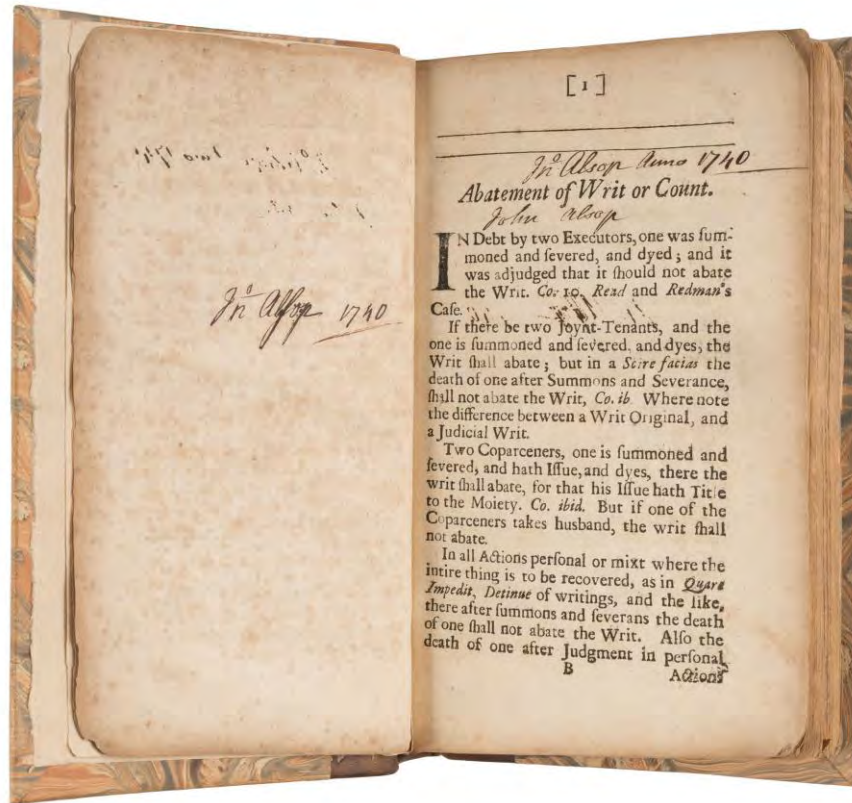 Jno Alsop 1740
[ 1 ]
Jno Alsop Anno 1740
Abatement of Writ or Count.
John Alsop
IN Debt by two Executors, one was ſum-
moned and ſevered, and dyed; and it
was adjudged that it ſhould not abate
the Writ. Co. 10. Read and Redman's
Caſe.
If there be two Joynt-Tenants, and the
one is ſummoned and ſevered, and dyes, the
Writ ſhall abate; but in a Scire facias the
death of one after Summons and Severance,
ſhall not abate the Writ, Co. ib. Where note
the difference between a Writ Original, and
a Judicial Writ.
Two Coparceners, one is ſummoned and
ſevered, and hath Iſſue, and dyes, there the
writ ſhall abate, for that his Iſſue hath Title
to the Moiety. Co. ibid. But if one of the
Coparceners takes husband, the writ ſhall
not abate.
In all Actions perſonal or mixt where the
intire thing is to be recovered, as in Quare
Impedit, Detinue of writings, and the like,
there after ſummons and ſeverans the death
of one ſhall not abate the Writ. Alſo the
death of one after Judgment in perſonal
B Actions